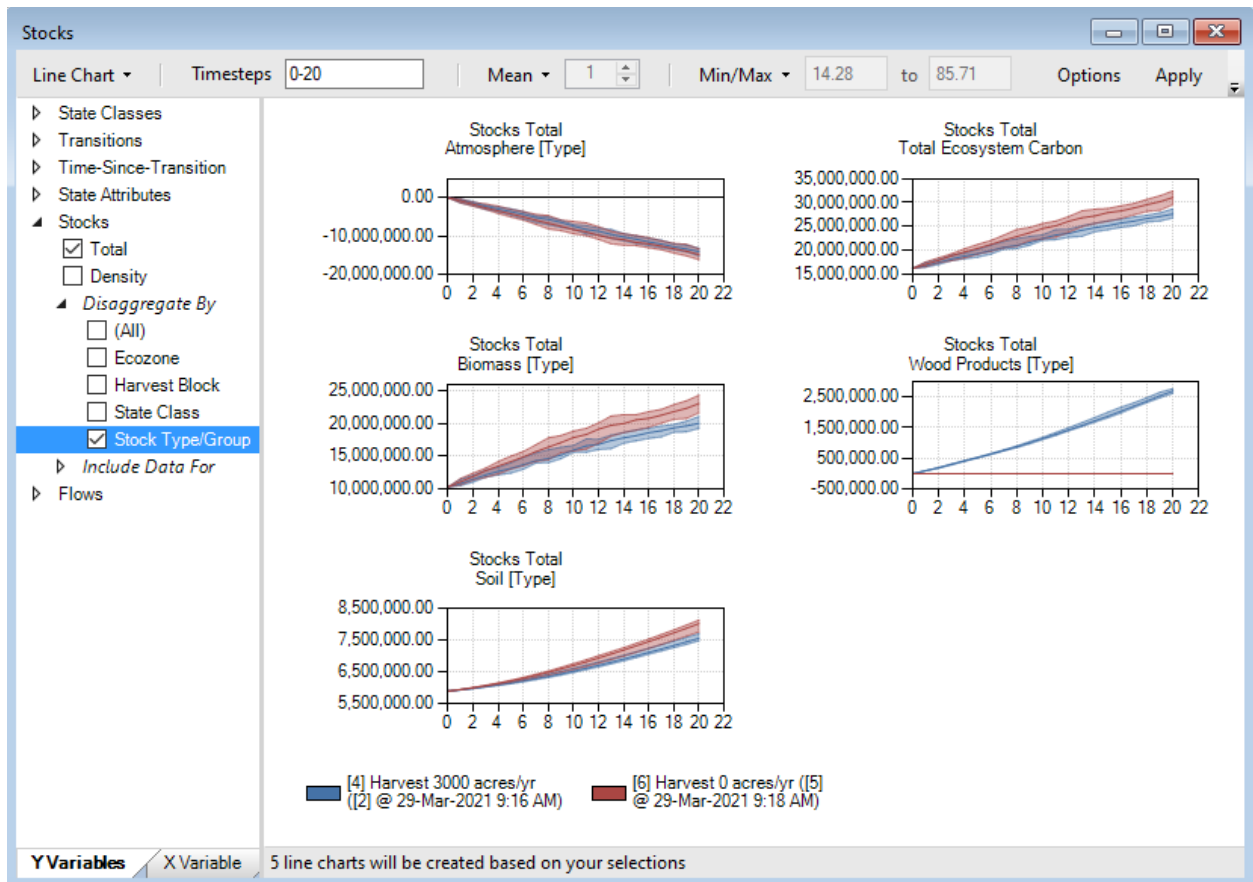 Stocks
Line Chart Timesteps 0-20 Mean 1 Min/Max 14.28 to 85.71 Options Apply
State Classes
Transitions
Time-Since-Transition
State Attributes
Stocks
Total
Density
Disaggregate By
(All)
Ecozone
Harvest Block
State Class
Stock Type/Group
Include Data For
Flows
Stocks Total
Atmosphere [Type]
0.00
-10,000,000.00
-20,000,000.00
0 2 4 6 8 10 12 14 16 18 20 22
Stocks Total
Total Ecosystem Carbon
35,000,000.00
30,000,000.00
25,000,000.00
20,000,000.00
15,000,000.00
0 2 4 6 8 10 12 14 16 18 20 22
Stocks Total
Biomass [Type]
25,000,000.00
20,000,000.00
15,000,000.00
10,000,000.00
0 2 4 6 8 10 12 14 16 18 20 22
Stocks Total
Wood Products [Type]
2,500,000.00
1,500,000.00
500,000.00
-500,000.00
0 2 4 6 8 10 12 14 16 18 20 22
Stocks Total
Soil [Type]
8,500,000.00
7,500,000.00
6,500,000.00
5,500,000.00
0 2 4 6 8 10 12 14 16 18 20 22
[4] Harvest 3000 acres/yr
([2] @ 29-Mar-2021 9:16 AM)
[6] Harvest 0 acres/yr ([5]
@ 29-Mar-2021 9:18 AM)
Y Variables X Variable 5 line charts will be created based on your selections